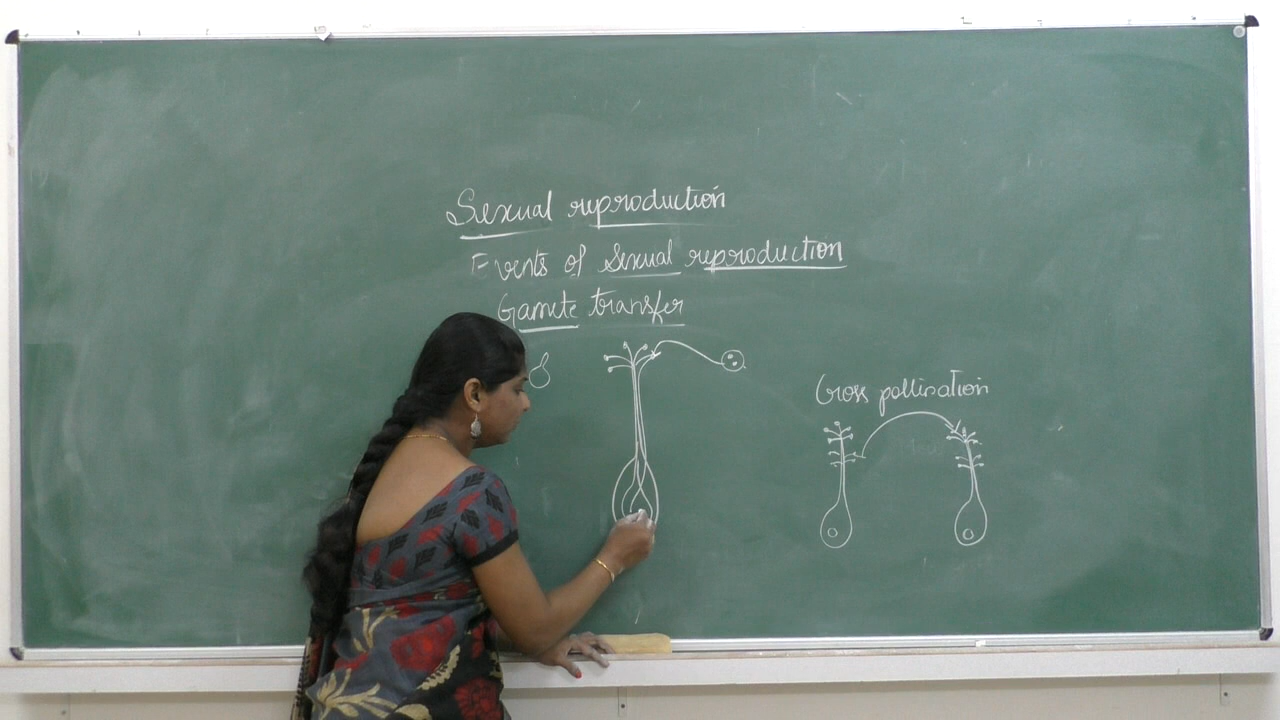 Sexual reproduction
Events of Sexual reproduction
Gamete transfer
Cross pollination